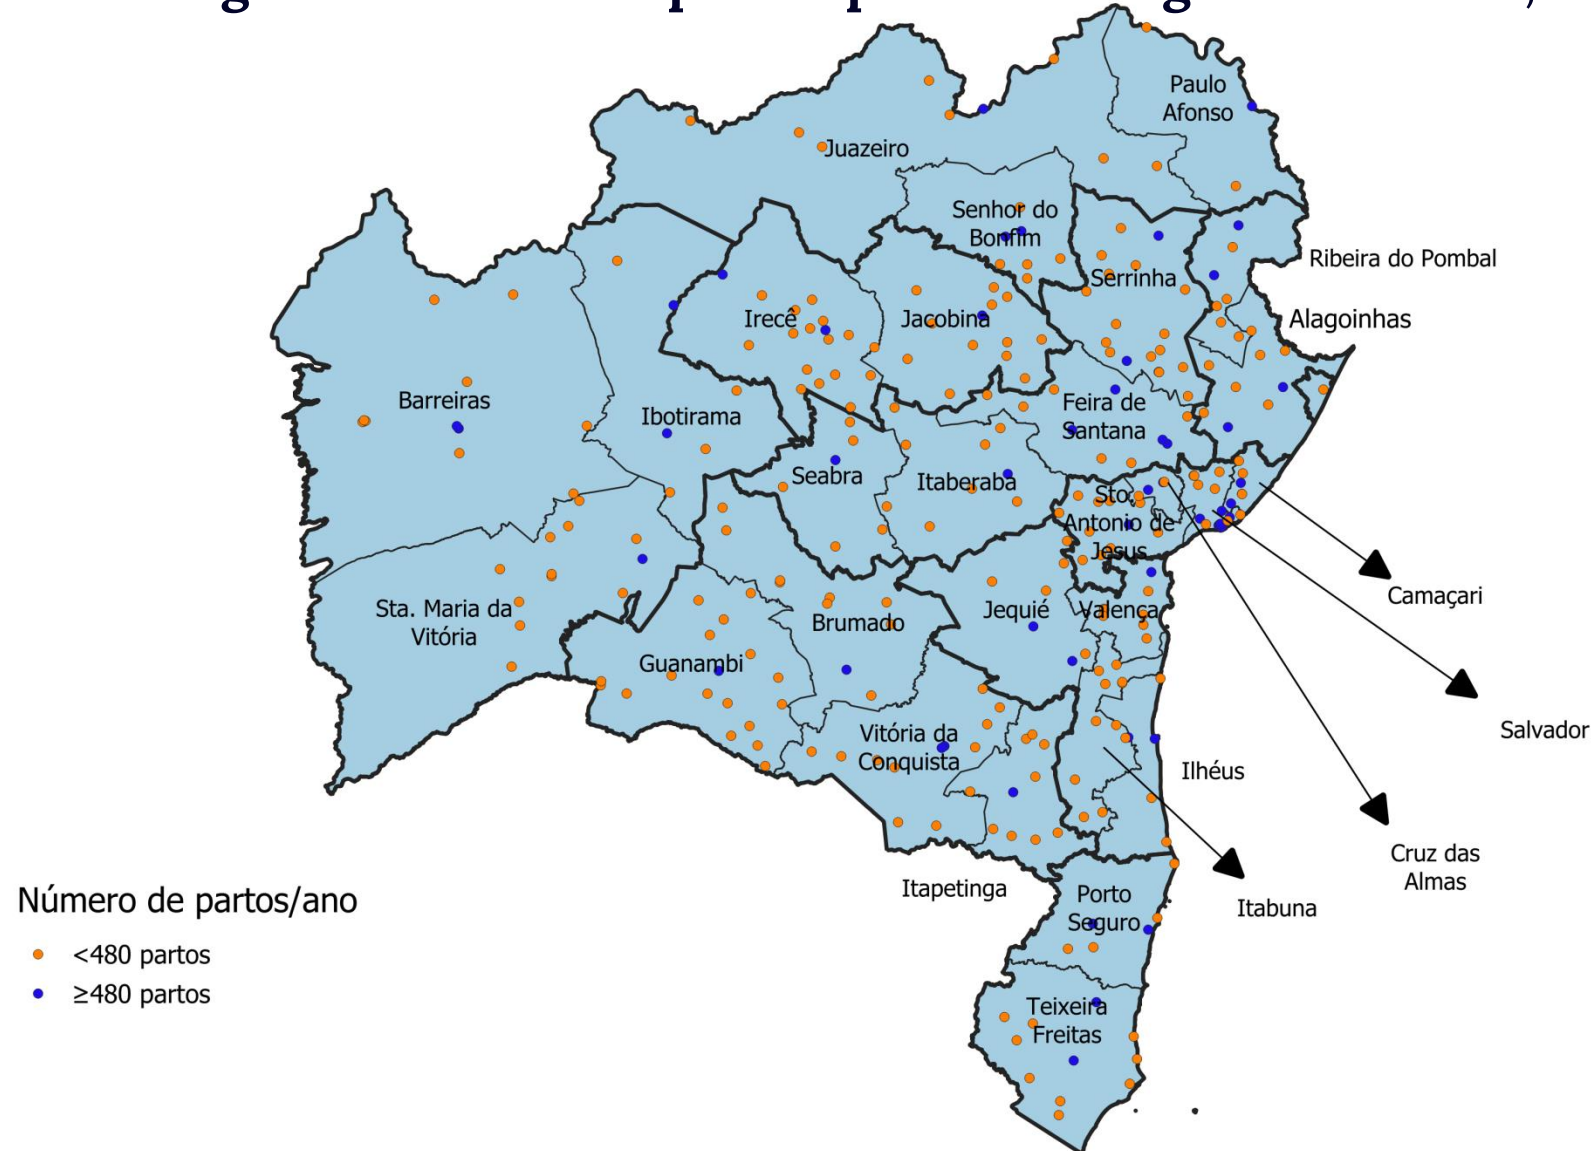 Paulo
Afonso
Juazeiro
Senhor do
Bonfim
Ribeira do Pombal
Serrinha
Irecê
Jacobina
Alagoinhas
Barreiras
Ibotirama
Feira de
Santana
Seabra
Itaberaba
Sto.
Antonio de
Jesus
Camaçari
Sta. Maria da
Vitória
Brumado
Jequié
Valença
Guanambi
Salvador
Vitória da
Conquista
Ilhéus
Cruz das
Almas
Itapetinga
Porto
Seguro
Itabuna
Número de partos/ano
<480 partos
≥480 partos
Teixeira
Freitas